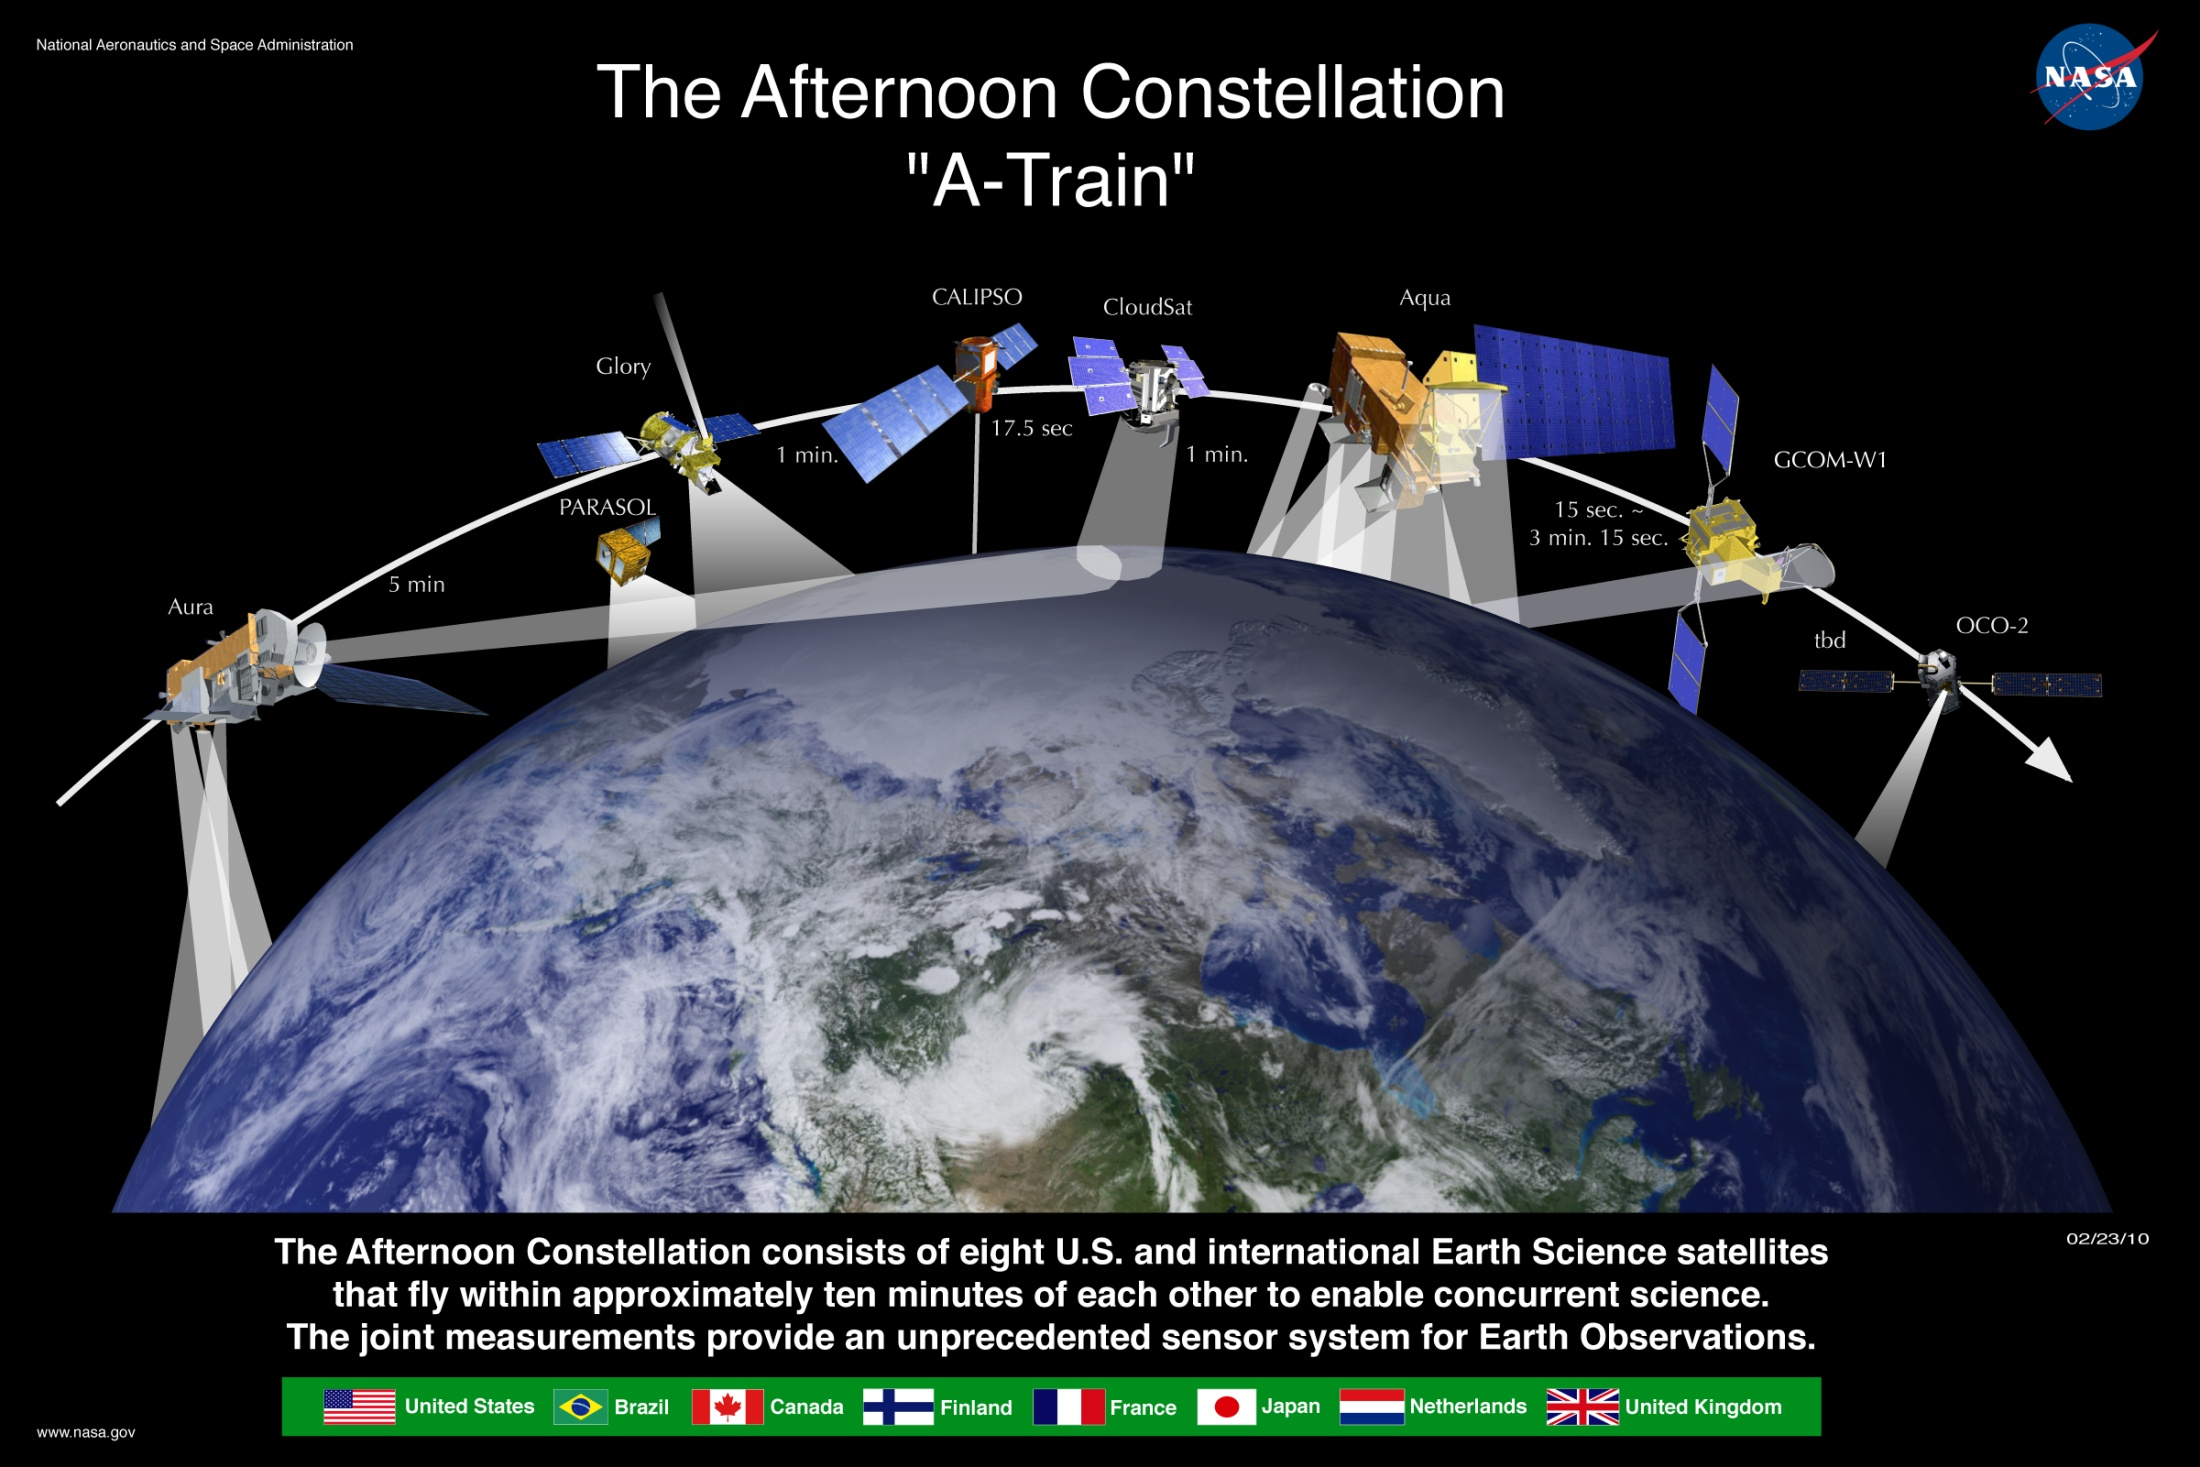 National Aeronautics and Space Administration
NASA
The Afternoon Constellation
"A-Train"
CALIPSO
CloudSat
Aqua
Glory
17.5 sec
1 min.
1 min.
GCOM-W1
PARASOL
15 sec. ~
3 min. 15 sec.
5 min
Aura
tbd
OCO-2
The Afternoon Constellation consists of eight U.S. and international Earth Science satellites
that fly within approximately ten minutes of each other to enable concurrent science.
The joint measurements provide an unprecedented sensor system for Earth Observations.
02/23/10
United States Brazil Canada Finland France Japan Netherlands United Kingdom
www.nasa.gov